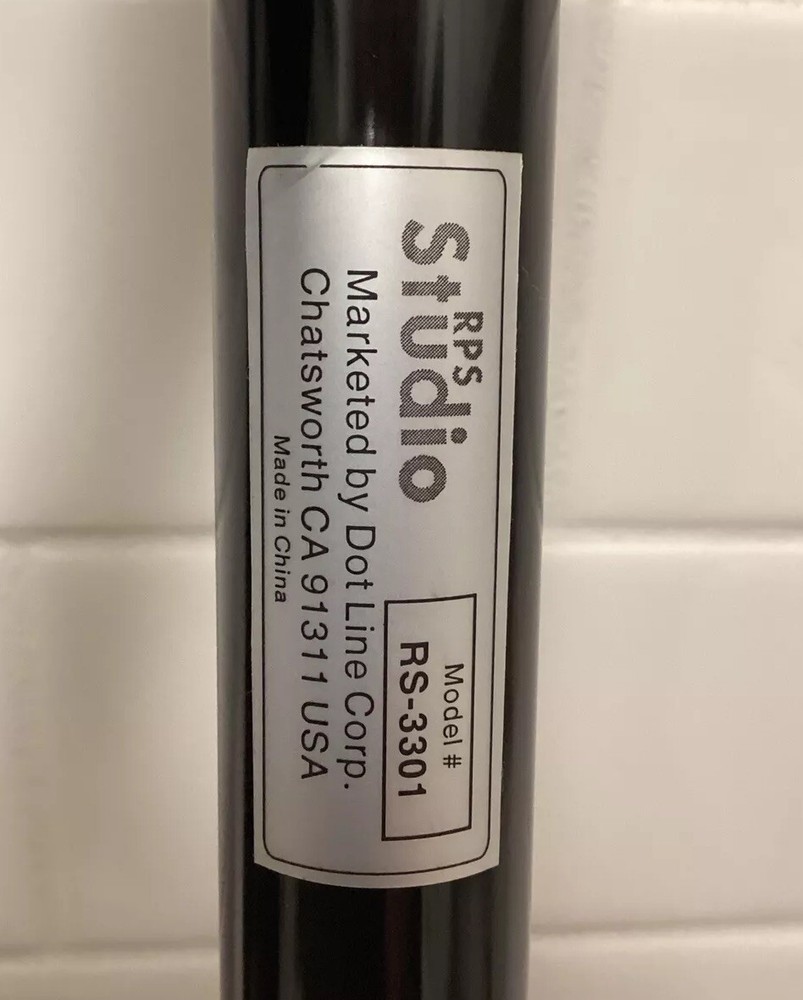 RPS
Studio
Model #
RS-3301
Marketed by Dot Line Corp.
Chatsworth CA 91311 USA
Made in China